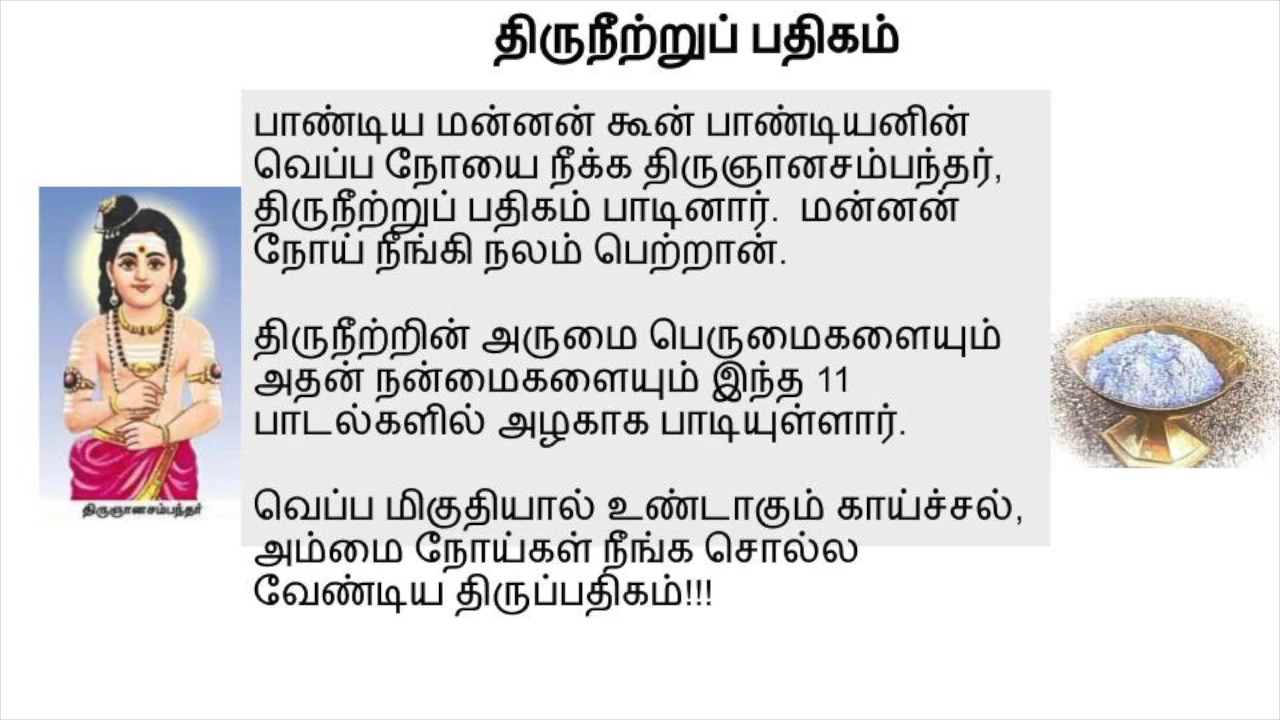 திருநீற்றுப் பதிகம்
பாண்டிய மன்னன் கூன் பாண்டியனின்
வெப்ப நோயை நீக்க திருஞானசம்பந்தர்,
திருநீற்றுப் பதிகம் பாடினார்.  மன்னன்
நோய் நீங்கி நலம் பெற்றான்.
திருநீற்றின் அருமை பெருமைகளையும்
அதன் நன்மைகளையும் இந்த 11
பாடல்களில் அழகாக பாடியுள்ளார்.
வெப்ப மிகுதியால் உண்டாகும் காய்ச்சல்,
அம்மை நோய்கள் நீங்க சொல்ல
வேண்டிய திருப்பதிகம்!!!
திருஞானசம்பந்தர்